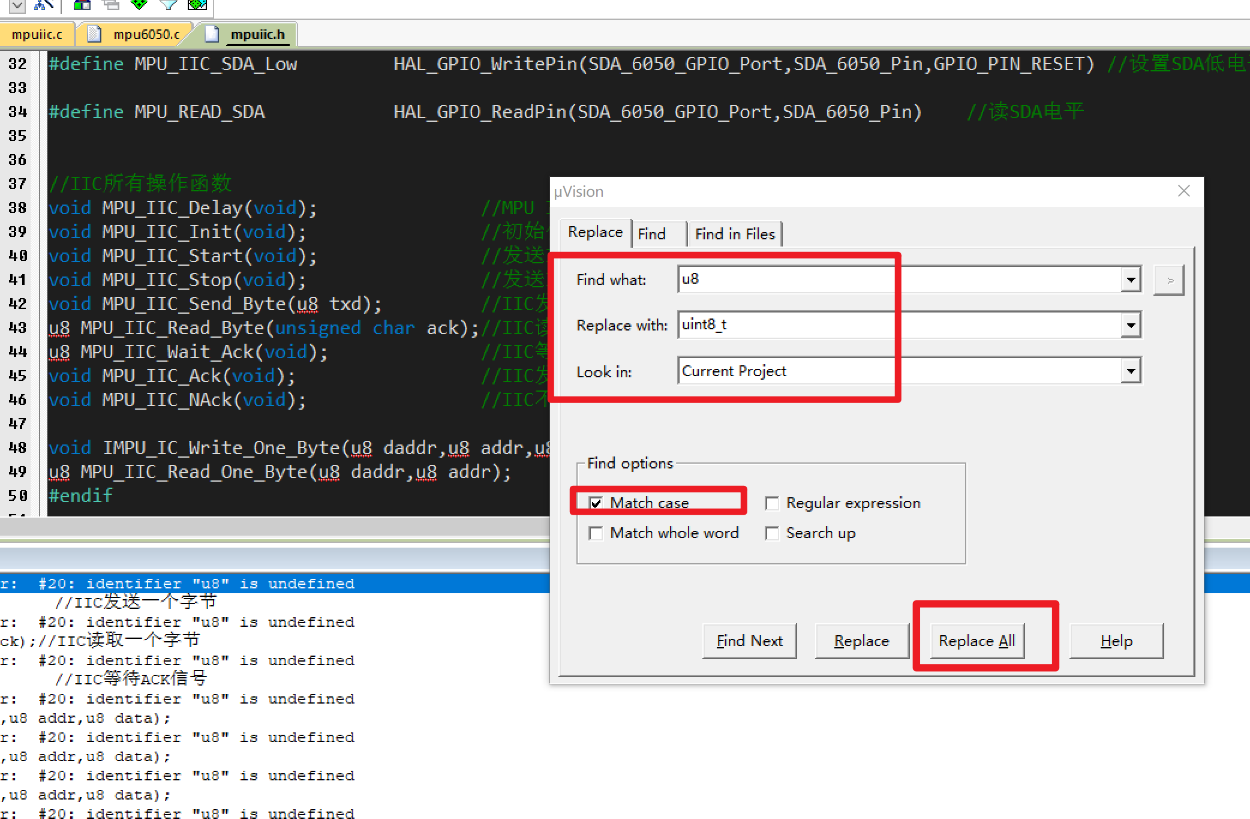 mpuiic.c mpu6050.c mpuiic.h
32 #define MPU_IIC_SDA_Low HAL_GPIO_WritePin(SDA_6050_GPIO_Port,SDA_6050_Pin,GPIO_PIN_RESET) //设置SDA低电
33
34 #define MPU_READ_SDA HAL_GPIO_ReadPin(SDA_6050_GPIO_Port,SDA_6050_Pin) //读SDA电平
35
36
37 //IIC所有操作函数
38 void MPU_IIC_Delay(void); //MPU
39 void MPU_IIC_Init(void); //初始
40 void MPU_IIC_Start(void); //发送
41 void MPU_IIC_Stop(void); //发送
42 void MPU_IIC_Send_Byte(u8 txd); //IIC发
43 u8 MPU_IIC_Read_Byte(unsigned char ack);//IIC读
44 u8 MPU_IIC_Wait_Ack(void); //IIC等
45 void MPU_IIC_Ack(void); //IIC发
46 void MPU_IIC_NAck(void); //IIC不
47
48 void IMPU_IC_Write_One_Byte(u8 daddr,u8 addr,u8
49 u8 MPU_IIC_Read_One_Byte(u8 daddr,u8 addr);
50 #endif
µVision
Replace Find Find in Files
Find what: u8 >
Replace with: uint8_t
Look in: Current Project
Find options
Match case Regular expression
Match whole word Search up
Find Next Replace Replace All Help
r: #20: identifier "u8" is undefined
//IIC发送一个字节
r: #20: identifier "u8" is undefined
ck);//IIC读取一个字节
r: #20: identifier "u8" is undefined
//IIC等待ACK信号
r: #20: identifier "u8" is undefined
,u8 addr,u8 data);
r: #20: identifier "u8" is undefined
,u8 addr,u8 data);
r: #20: identifier "u8" is undefined
,u8 addr,u8 data);
r: #20: identifier "u8" is undefined